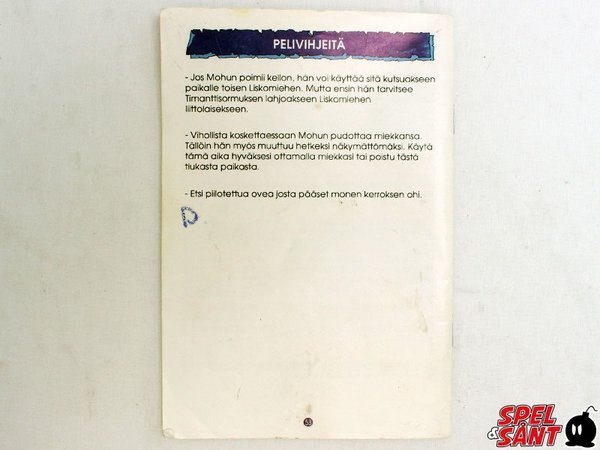 PELIVIHJEITÄ
- Jos Mohun poimii kellon, hän voi käyttää sitä kutsuakseen
paikalle toisen Liskomiehen. Mutta ensin hän tarvitsee
Timanttisormuksen lahjoakseen Liskomiehen
liittolaisekseen.
- Vihollista koskettaessaan Mohun pudottaa miekkansa.
Tällöin hän myös muuttuu hetkeksi näkymättömäksi. Käytä
tämä aika hyväksesi ottamalla miekkasi tai poistu tästä
tiukasta paikasta.
- Etsi piilotettua ovea josta pääset monen kerroksen ohi.
SPEL
& SÅNT